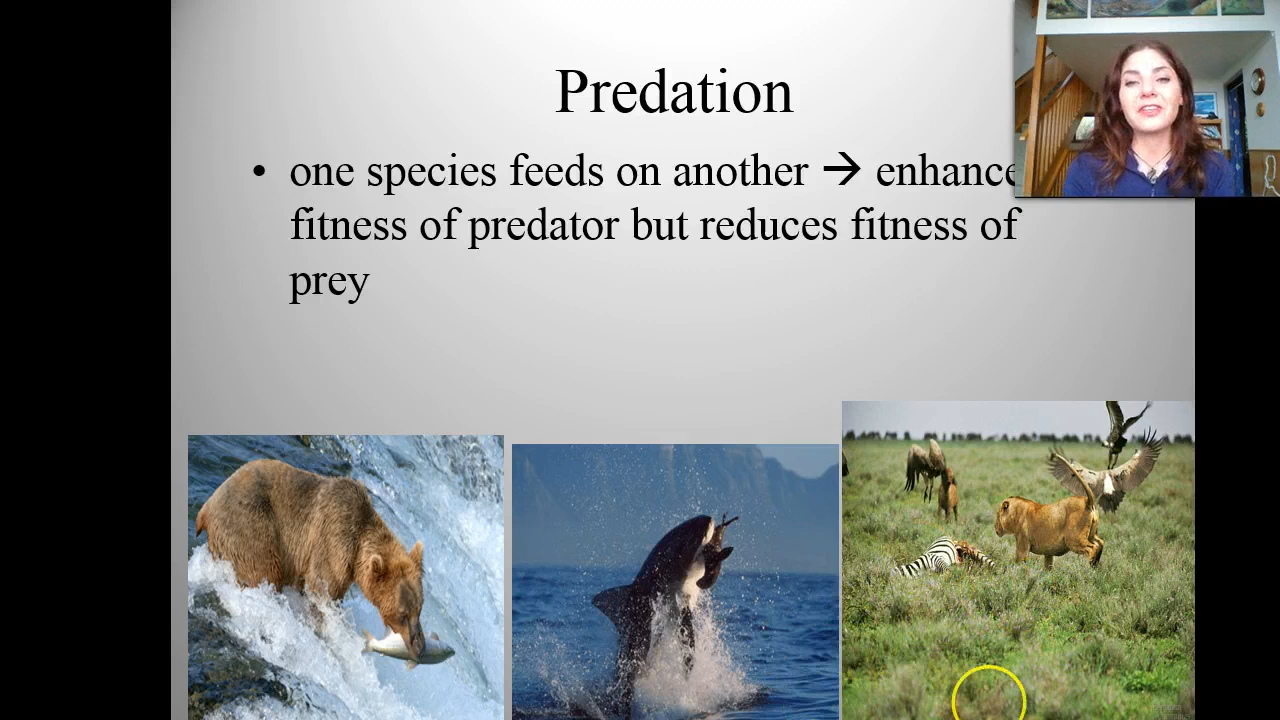 Predation
• one species feeds on another → enhance
fitness of predator but reduces fitness of
prey